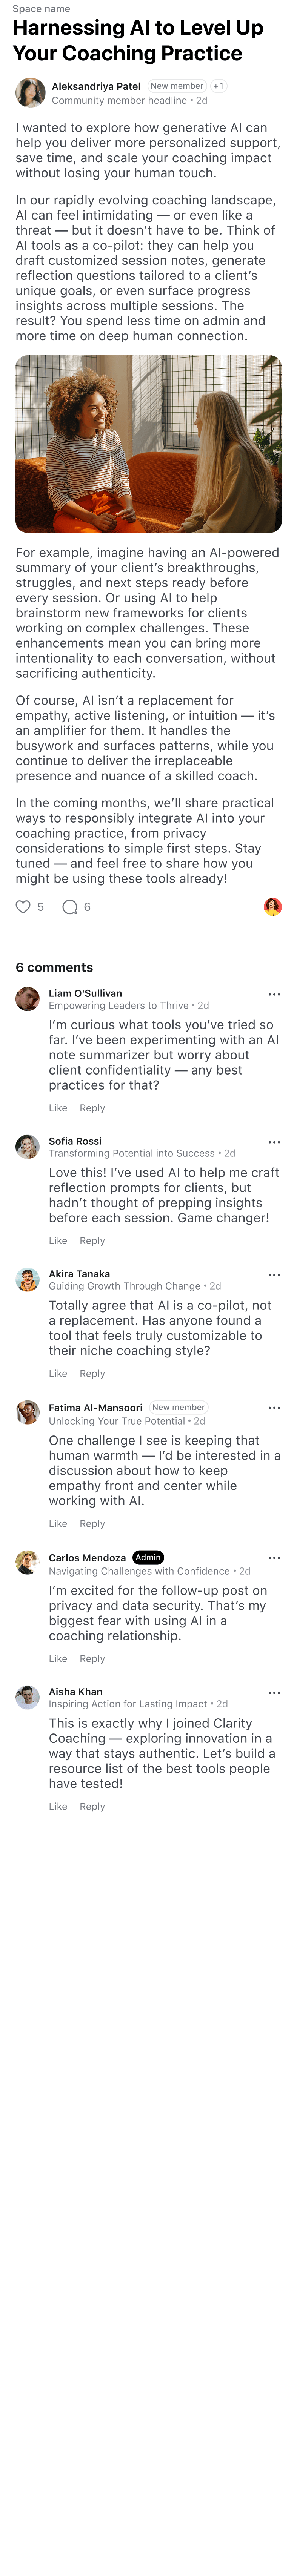 Space name
Harnessing AI to Level Up
Your Coaching Practice
Aleksandriya Patel New member +1
Community member headline • 2d
I wanted to explore how generative AI can
help you deliver more personalized support,
save time, and scale your coaching impact
without losing your human touch.
In our rapidly evolving coaching landscape,
AI can feel intimidating — or even like a
threat — but it doesn’t have to be. Think of
AI tools as a co-pilot: they can help you
draft customized session notes, generate
reflection questions tailored to a client’s
unique goals, or even surface progress
insights across multiple sessions. The
result? You spend less time on admin and
more time on deep human connection.
For example, imagine having an AI-powered
summary of your client’s breakthroughs,
struggles, and next steps ready before
every session. Or using AI to help
brainstorm new frameworks for clients
working on complex challenges. These
enhancements mean you can bring more
intentionality to each conversation, without
sacrificing authenticity.
Of course, AI isn’t a replacement for
empathy, active listening, or intuition — it’s
an amplifier for them. It handles the
busywork and surfaces patterns, while you
continue to deliver the irreplaceable
presence and nuance of a skilled coach.
In the coming months, we’ll share practical
ways to responsibly integrate AI into your
coaching practice, from privacy
considerations to simple first steps. Stay
tuned — and feel free to share how you
might be using these tools already!
5 6
6 comments
Liam O'Sullivan
Empowering Leaders to Thrive • 2d
I’m curious what tools you’ve tried so
far. I’ve been experimenting with an AI
note summarizer but worry about
client confidentiality — any best
practices for that?
Like Reply
Sofia Rossi
Transforming Potential into Success • 2d
Love this! I’ve used AI to help me craft
reflection prompts for clients, but
hadn’t thought of prepping insights
before each session. Game changer!
Like Reply
Akira Tanaka
Guiding Growth Through Change • 2d
Totally agree that AI is a co-pilot, not
a replacement. Has anyone found a
tool that feels truly customizable to
their niche coaching style?
Like Reply
Fatima Al-Mansoori New member
Unlocking Your True Potential • 2d
One challenge I see is keeping that
human warmth — I’d be interested in a
discussion about how to keep
empathy front and center while
working with AI.
Like Reply
Carlos Mendoza Admin
Navigating Challenges with Confidence • 2d
I’m excited for the follow-up post on
privacy and data security. That’s my
biggest fear with using AI in a
coaching relationship.
Like Reply
Aisha Khan
Inspiring Action for Lasting Impact • 2d
This is exactly why I joined Clarity
Coaching — exploring innovation in a
way that stays authentic. Let’s build a
resource list of the best tools people
have tested!
Like Reply